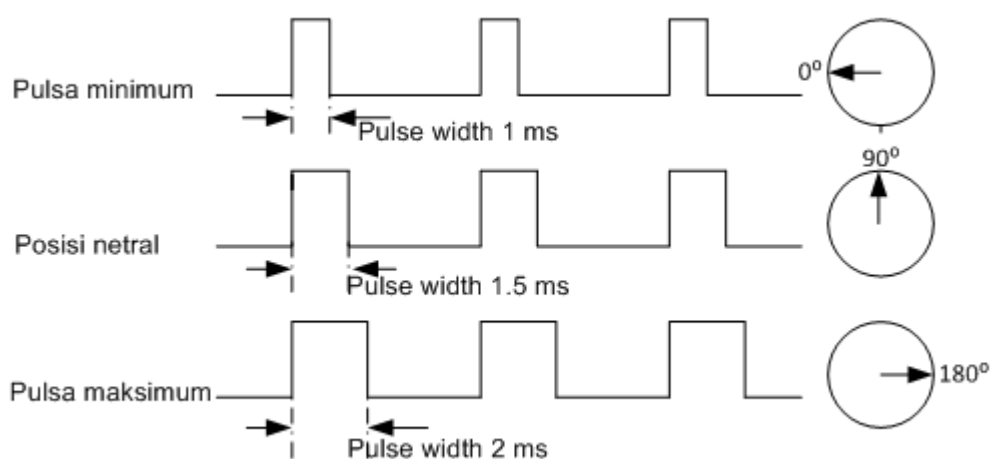 Pulsa minimum
Pulse width 1 ms
0º
Posisi netral
Pulse width 1.5 ms
90º
Pulsa maksimum
Pulse width 2 ms
180º